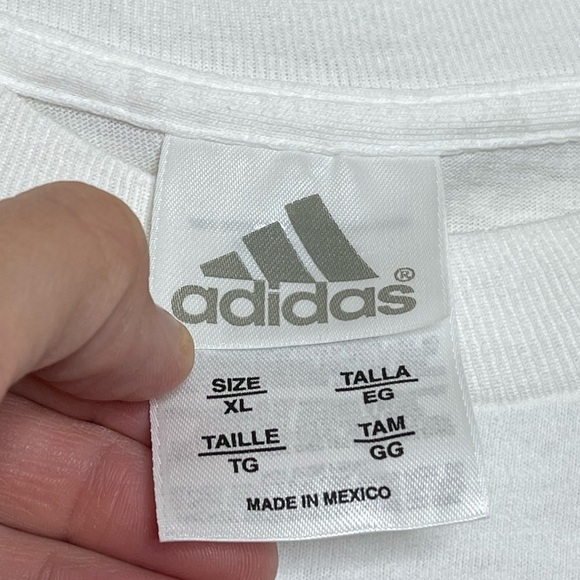 adidas®
SIZE TALLA
XL EG
TAILLE TAM
TG GG
MADE IN MEXICO